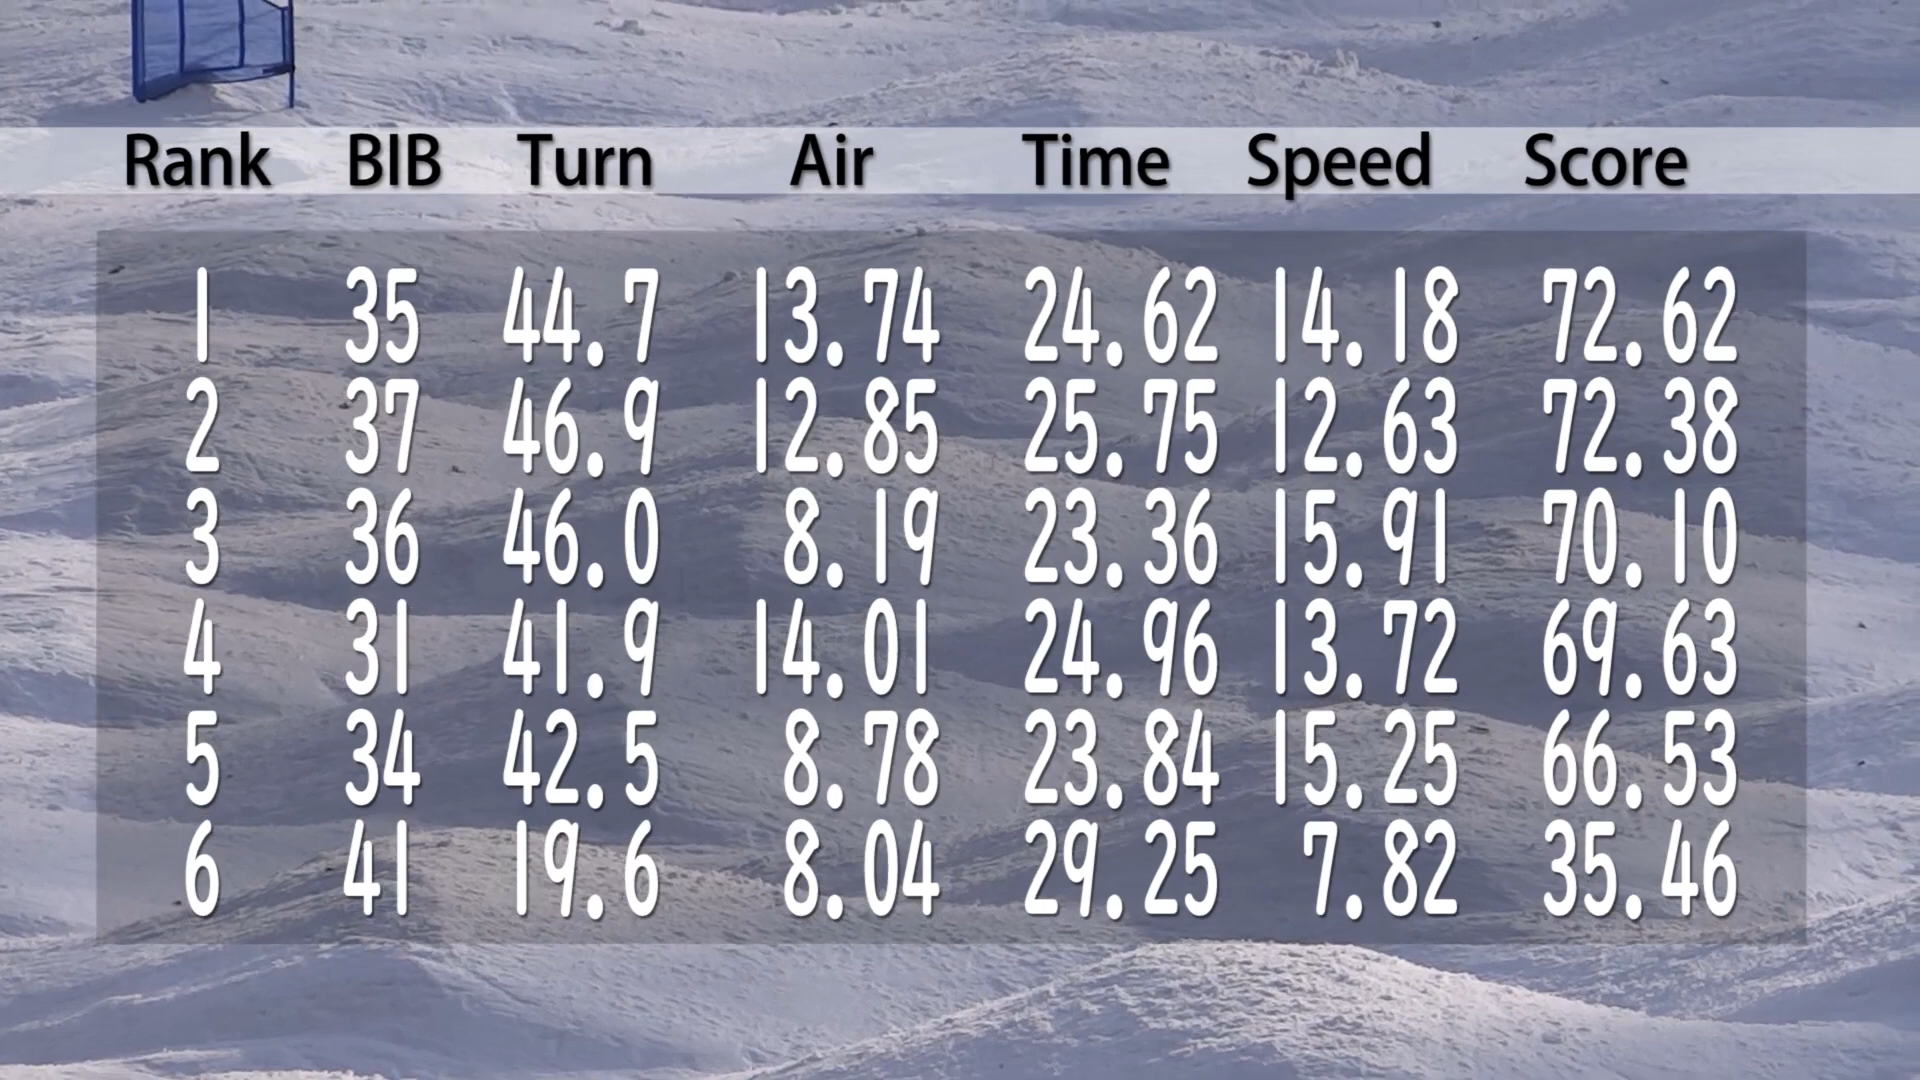 Rank BIB Turn Air Time Speed Score
1 35 44.7 13.74 24.62 14.18 72.62
2 37 46.9 12.85 25.75 12.63 72.38
3 36 46.0 8.19 23.36 15.91 70.10
4 31 41.9 14.01 24.96 13.72 69.63
5 34 42.5 8.78 23.84 15.25 66.53
6 41 19.6 8.04 29.25 7.82 35.46